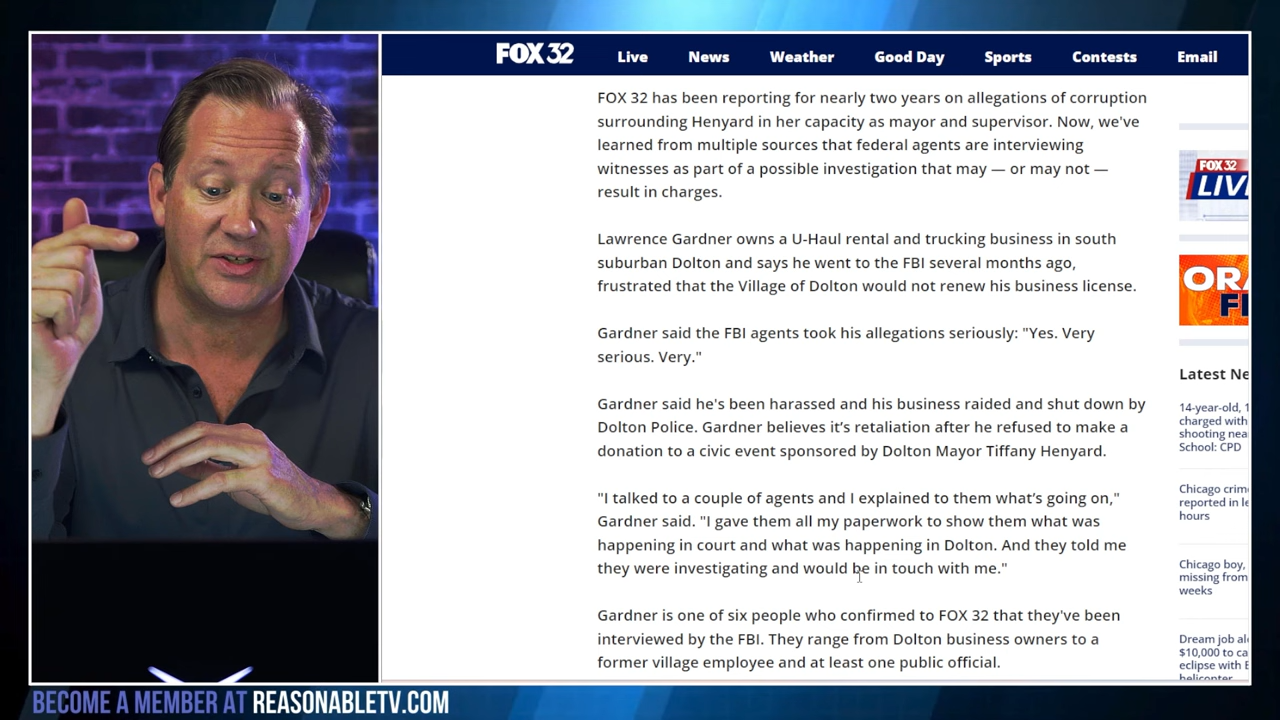 FOX 32
Live
News
Weather
Good Day
Sports
Contests
Email
FOX 32 has been reporting for nearly two years on allegations of corruption
surrounding Henyard in her capacity as mayor and supervisor. Now, we've
learned from multiple sources that federal agents are interviewing
witnesses as part of a possible investigation that may — or may not —
result in charges.
Lawrence Gardner owns a U-Haul rental and trucking business in south
suburban Dolton and says he went to the FBI several months ago,
frustrated that the Village of Dolton would not renew his business license.
Gardner said the FBI agents took his allegations seriously: "Yes. Very
serious. Very."
Gardner said he's been harassed and his business raided and shut down by
Dolton Police. Gardner believes it’s retaliation after he refused to make a
donation to a civic event sponsored by Dolton Mayor Tiffany Henyard.
"I talked to a couple of agents and I explained to them what’s going on,"
Gardner said. "I gave them all my paperwork to show them what was
happening in court and what was happening in Dolton. And they told me
they were investigating and would be in touch with me."
Gardner is one of six people who confirmed to FOX 32 that they've been
interviewed by the FBI. They range from Dolton business owners to a
former village employee and at least one public official.
FOX 32
LIV
OR
FI
Latest Ne
14-year-old, 1
charged with
shooting nea
School: CPD
Chicago crim
reported in le
hours
Chicago boy,
missing from
weeks
Dream job al
$10,000 to ca
eclipse with
helicopter
BECOME A MEMBER AT REASONABLETV.COM